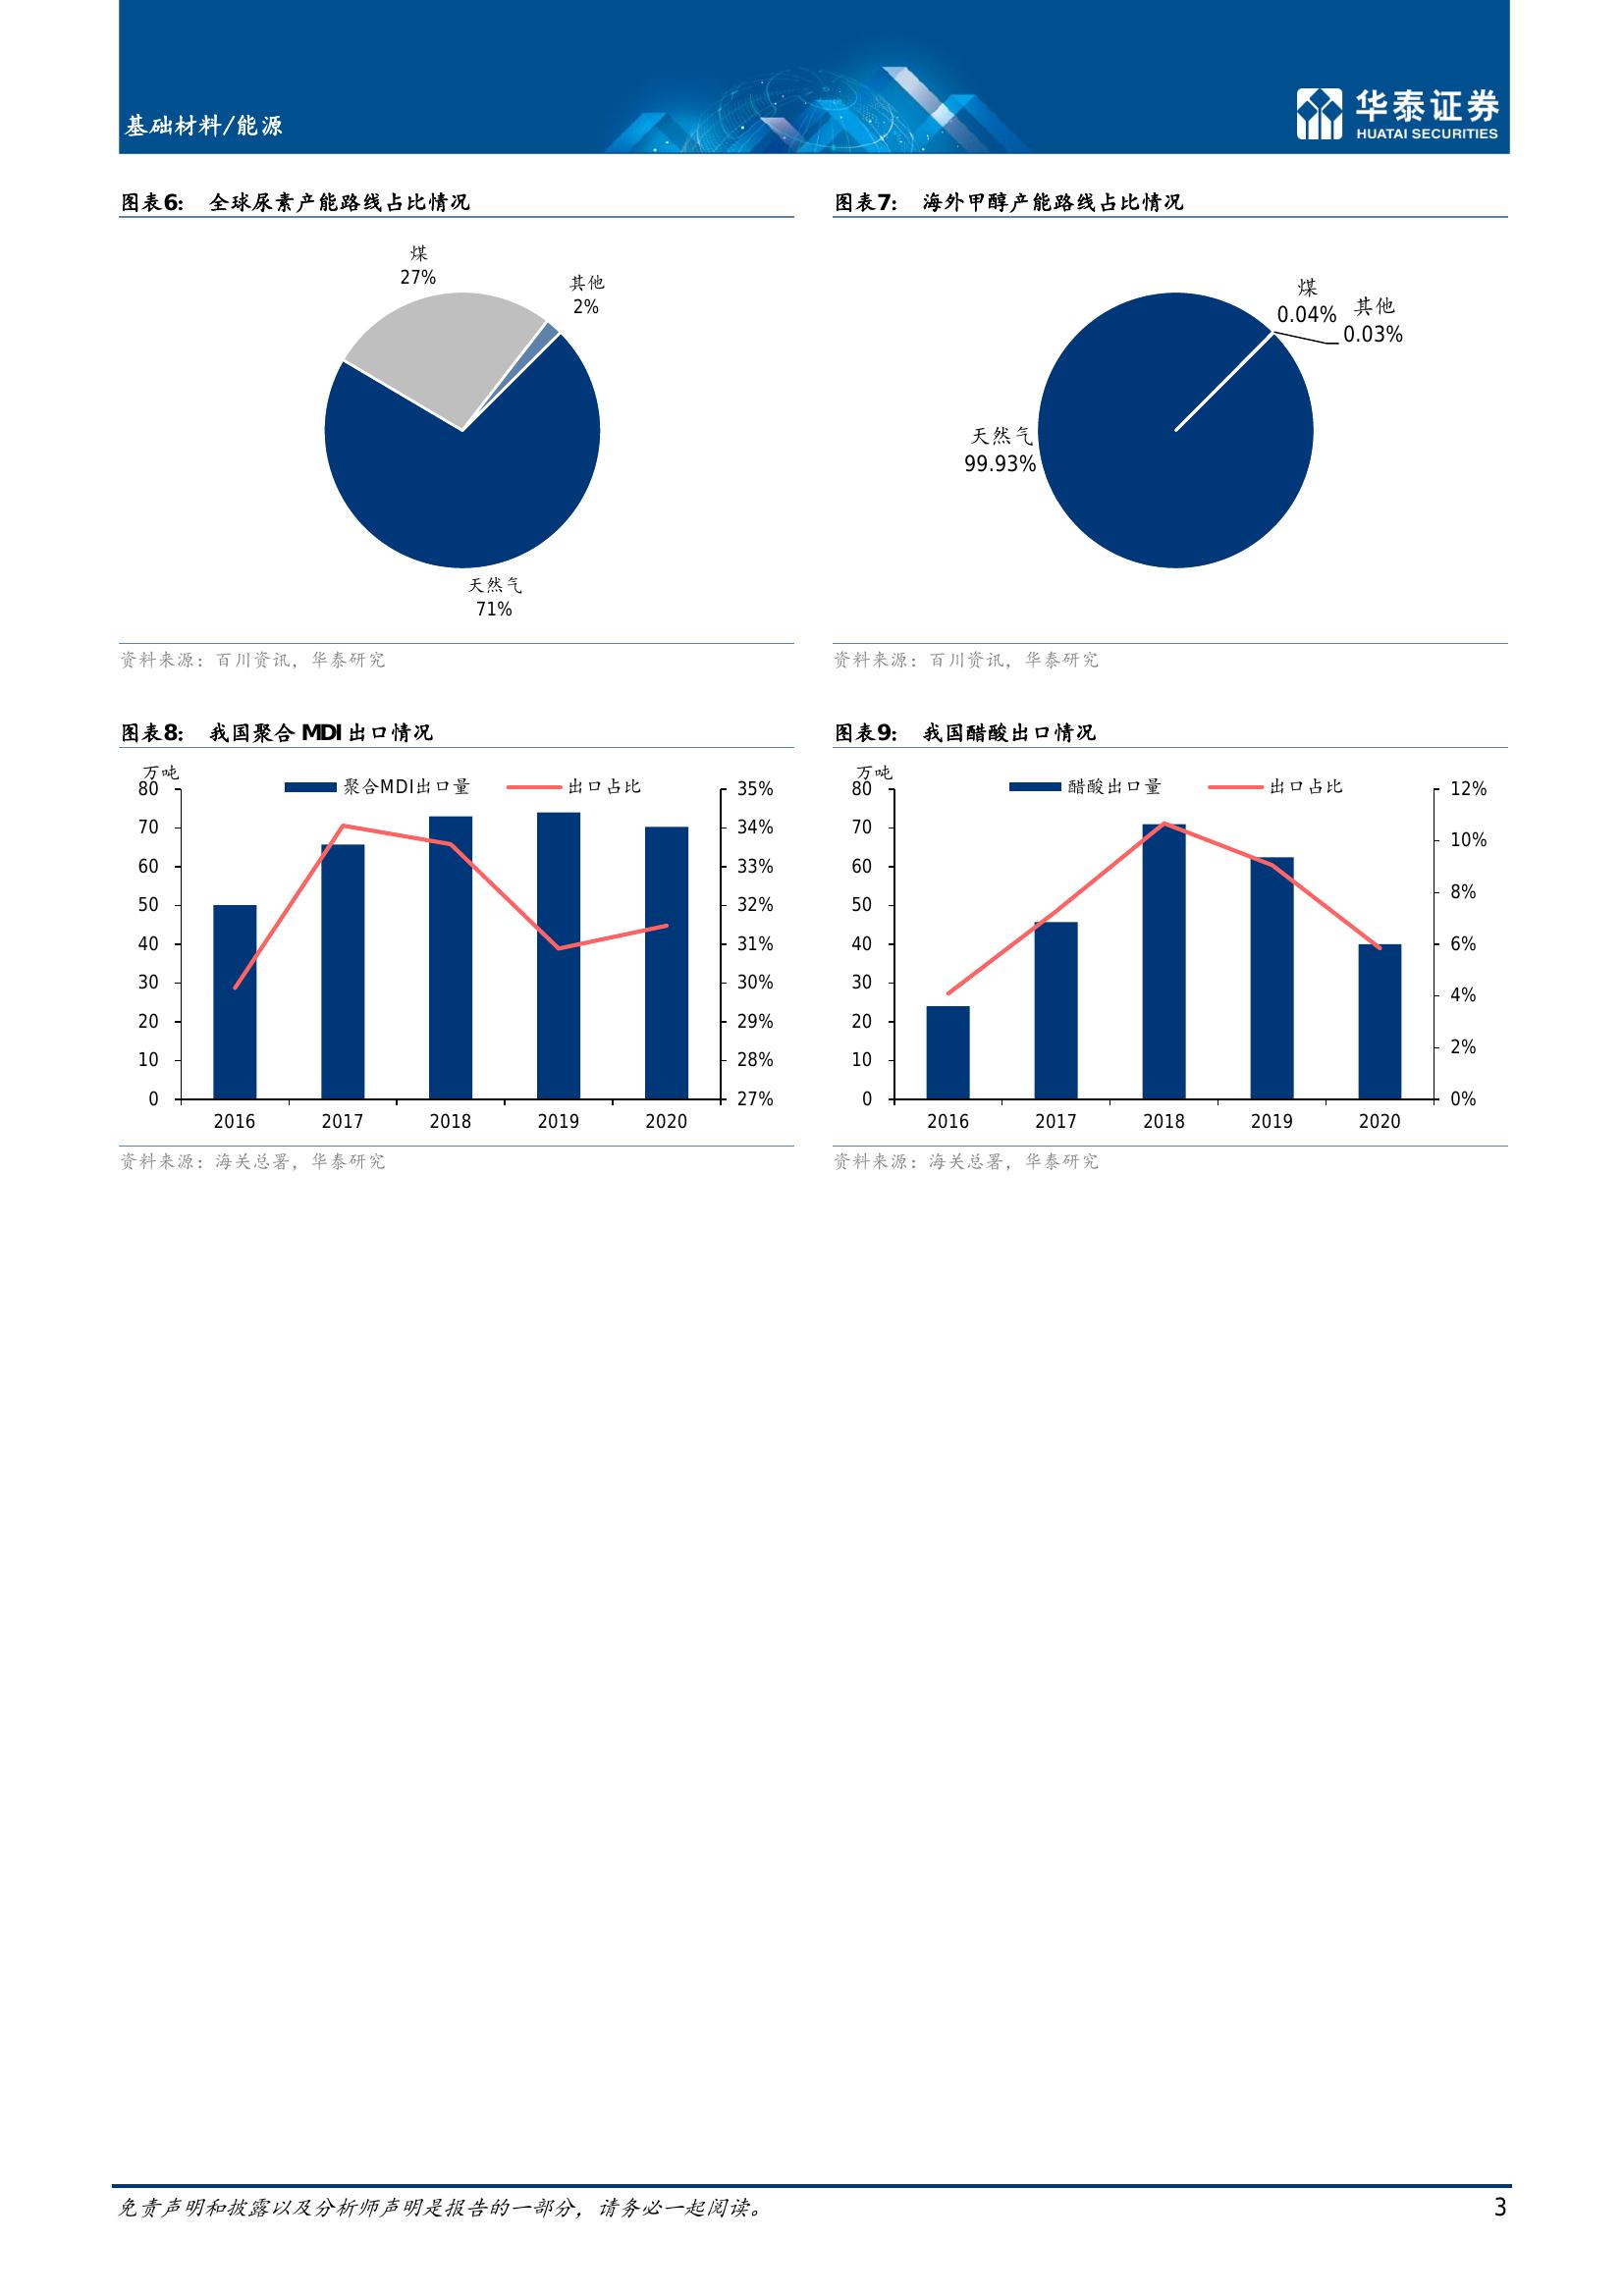 基础材料/能源
华泰证券
HUATAI SECURITIES
图表6: 全球尿素产能路线占比情况
煤
27%
其他
2%
天然气
71%
资料来源：百川资讯，华泰研究
图表7: 海外甲醇产能路线占比情况
煤
0.04%
其他
0.03%
天然气
99.93%
资料来源：百川资讯，华泰研究
图表8: 我国聚合 MDI 出口情况
万吨
聚合MDI出口量 出口占比
80 35%
70 34%
60 33%
50 32%
40 31%
30 30%
20 29%
10 28%
0 27%
2016 2017 2018 2019 2020
资料来源：海关总署，华泰研究
图表9: 我国醋酸出口情况
万吨
醋酸出口量 出口占比
80
70
60
50
40
30
20
10
0
12%
10%
8%
6%
4%
2%
0%
2016 2017 2018 2019 2020
资料来源：海关总署，华泰研究
免责声明和披露以及分析师声明是报告的一部分，请务必一起阅读。 3